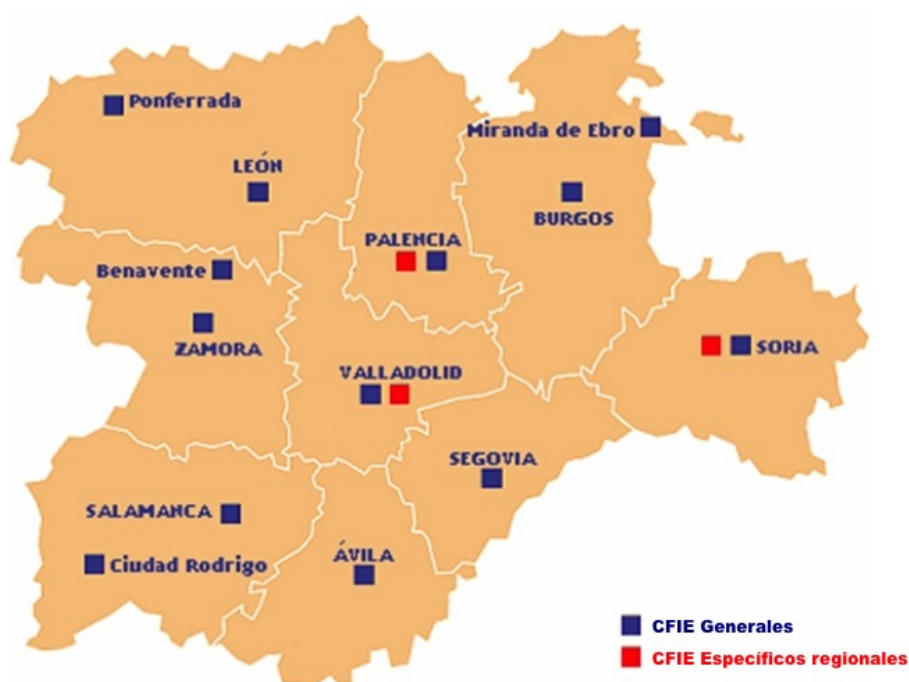 Ponferrada
Miranda de Ebro
LEÓN
BURGOS
PALENCIA
Benavente
ZAMORA
SORIA
VALLADOLID
SEGOVIA
SALAMANCA
ÁVILA
Ciudad Rodrigo
CFIE Generales
CFIE Específicos regionales